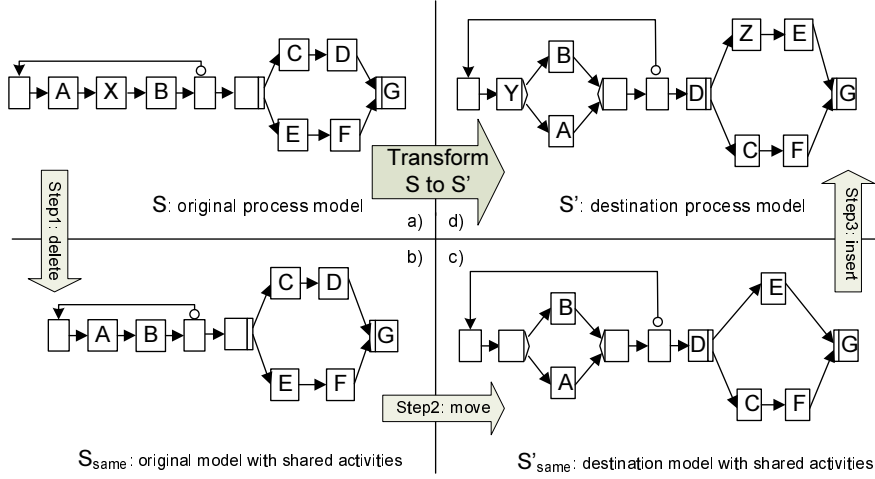 C D
A X B G
E F
S: original process model
a)
Step1: delete
Transform
S to S'
Z E
B
Y D G
A
C F
S': destination process model
d)
Step3: insert
b)
C D
A B G
E F
Ssame: original model with shared activities
Step2: move
c)
E
B
D G
A
C F
S'same: destination model with shared activities